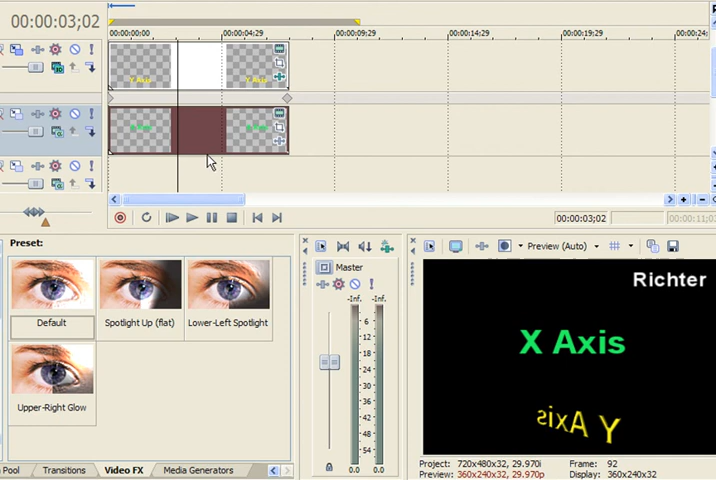 00:00:03;02
00:00:00;00
00:00:04;29
00:00:09;29
00:00:14;29
00:00:19;29
00:00:24;
Y Axis
00:00:03;02
00:00:11;0
Preset:
Default
Spotlight Up (flat)
Lower-Left Spotlight
Upper-Right Glow
Pool
Transitions
Video FX
Media Generators
Master
-Inf.
-Inf.
6
12
18
24
30
36
42
48
54
0.0
0.0
Preview (Auto)
Richter
X Axis
Y Axis
Project: 720x480x32, 29.970i
Frame: 92
Preview: 360x240x32, 29.970p
Display: 360x240x32